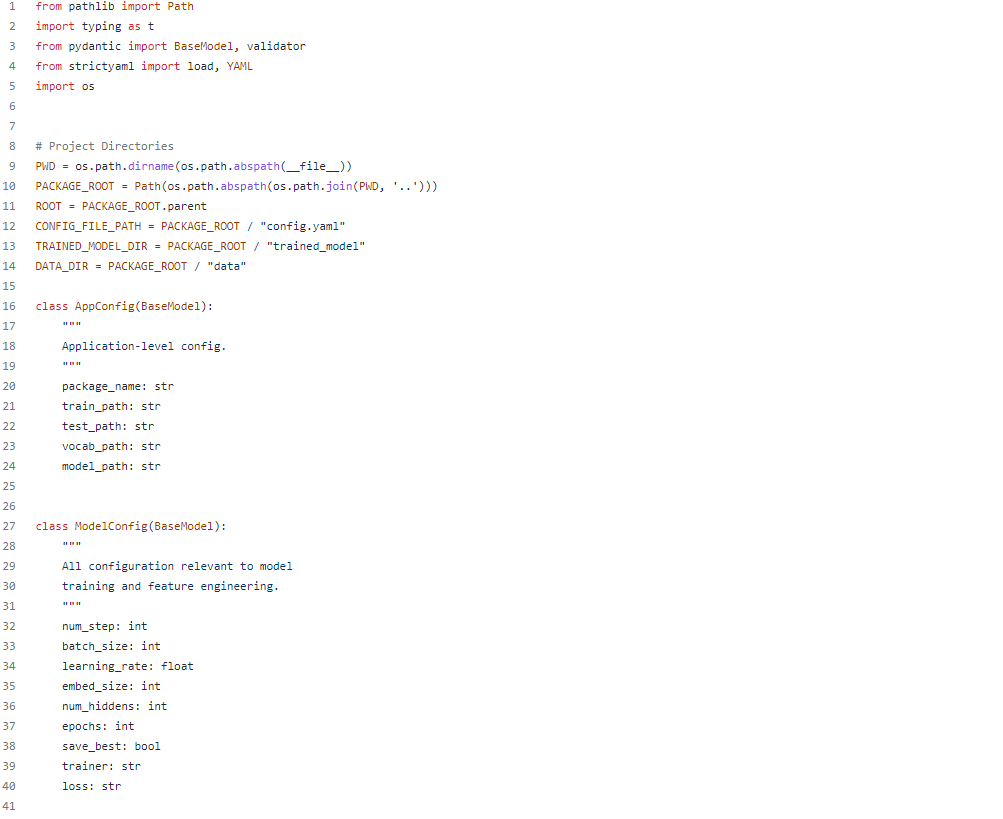 1 from pathlib import Path
2 import typing as t
3 from pydantic import BaseModel, validator
4 from strictyaml import load, YAML
5 import os
6
7
8 # Project Directories
9 PWD = os.path.dirname(os.path.abspath(__file__))
10 PACKAGE_ROOT = Path(os.path.abspath(os.path.join(PWD, '..')))
11 ROOT = PACKAGE_ROOT.parent
12 CONFIG_FILE_PATH = PACKAGE_ROOT / "config.yaml"
13 TRAINED_MODEL_DIR = PACKAGE_ROOT / "trained_model"
14 DATA_DIR = PACKAGE_ROOT / "data"
15
16 class AppConfig(BaseModel):
17     """
18     Application-level config.
19     """
20     package_name: str
21     train_path: str
22     test_path: str
23     vocab_path: str
24     model_path: str
25
26
27 class ModelConfig(BaseModel):
28     """
29     All configuration relevant to model
30     training and feature engineering.
31     """
32     num_step: int
33     batch_size: int
34     learning_rate: float
35     embed_size: int
36     num_hiddens: int
37     epochs: int
38     save_best: bool
39     trainer: str
40     loss: str
41